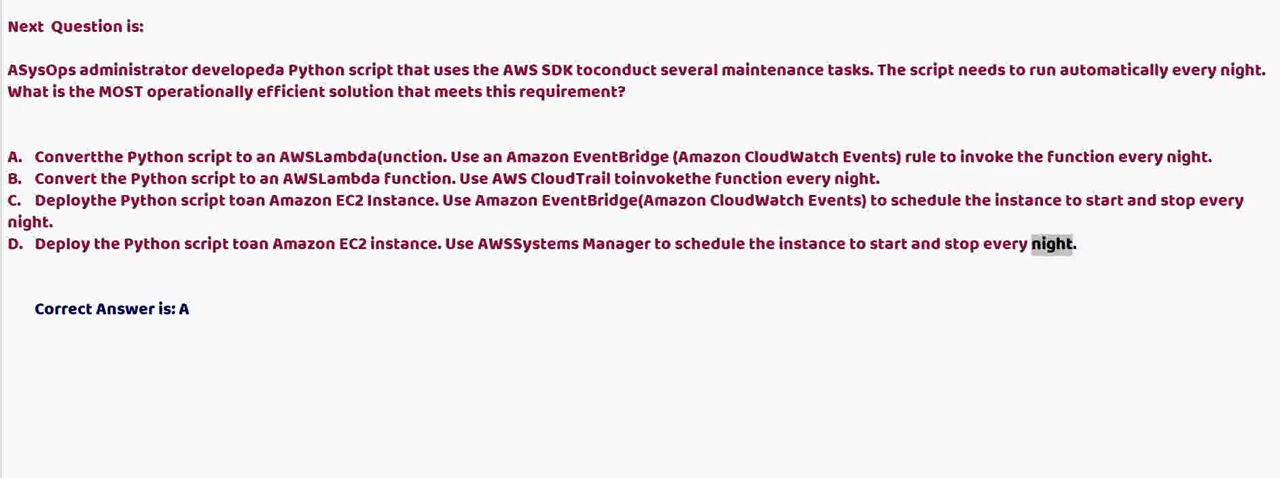 Next Question is:
ASysOps administrator developeda Python script that uses the AWS SDK toconduct several maintenance tasks. The script needs to run automatically every night.
What is the MOST operationally efficient solution that meets this requirement?
A. Convertthe Python script to an AWSLambda(unction. Use an Amazon EventBridge (Amazon CloudWatch Events) rule to invoke the function every night.
B. Convert the Python script to an AWSLambda function. Use AWS CloudTrail toinvokethe function every night.
C. Deploythe Python script toan Amazon EC2 Instance. Use Amazon EventBridge(Amazon CloudWatch Events) to schedule the instance to start and stop every
night.
D. Deploy the Python script toan Amazon EC2 instance. Use AWSSystems Manager to schedule the instance to start and stop every night.
Correct Answer is: A